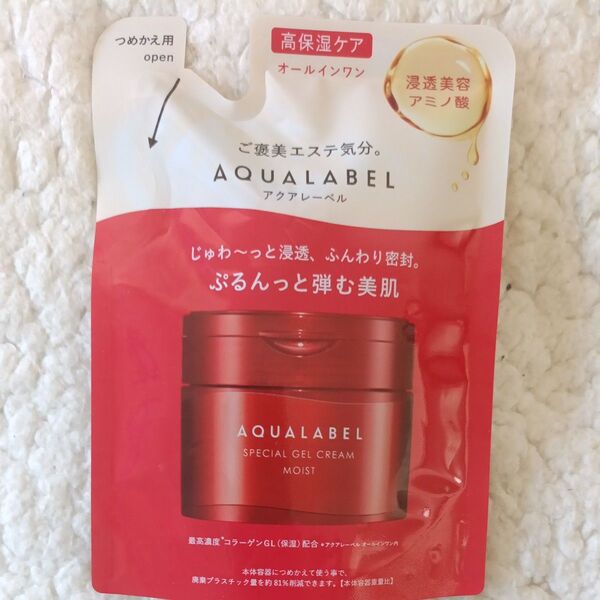 つめかえ用
open
高保湿ケア
オールインワン
浸透美容
アミノ酸
ご褒美エステ気分。
AQUALABEL
アクアレーベル
じゅわ～っと浸透、ふんわり密封。
ぷるんっと弾む美肌
AQUALABEL
SPECIAL GEL CREAM
MOIST
最高濃度*コラーゲンGL(保湿)配合 *アクアレーベル オールインワン内
本体容器につめかえて使う事で、
廃棄プラスチック量を約81%削減できます。【本体容器重量比】